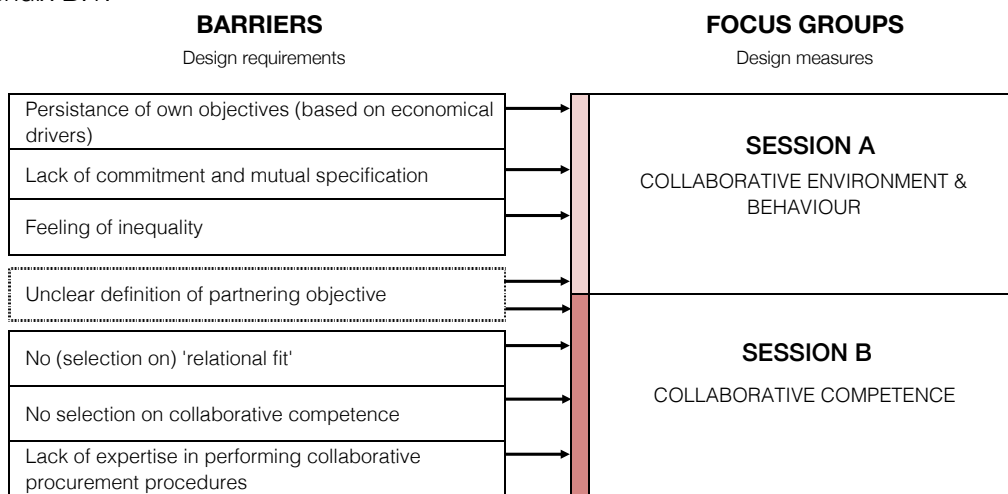 BARRIERS
Design requirements
FOCUS GROUPS
Design measures
Persistance of own objectives (based on economical
drivers)
Lack of commitment and mutual specification
Feeling of inequality
Unclear definition of partnering objective
No (selection on) 'relational fit'
No selection on collaborative competence
Lack of expertise in performing collaborative
procurement procedures
SESSION A
COLLABORATIVE ENVIRONMENT &
BEHAVIOUR
SESSION B
COLLABORATIVE COMPETENCE